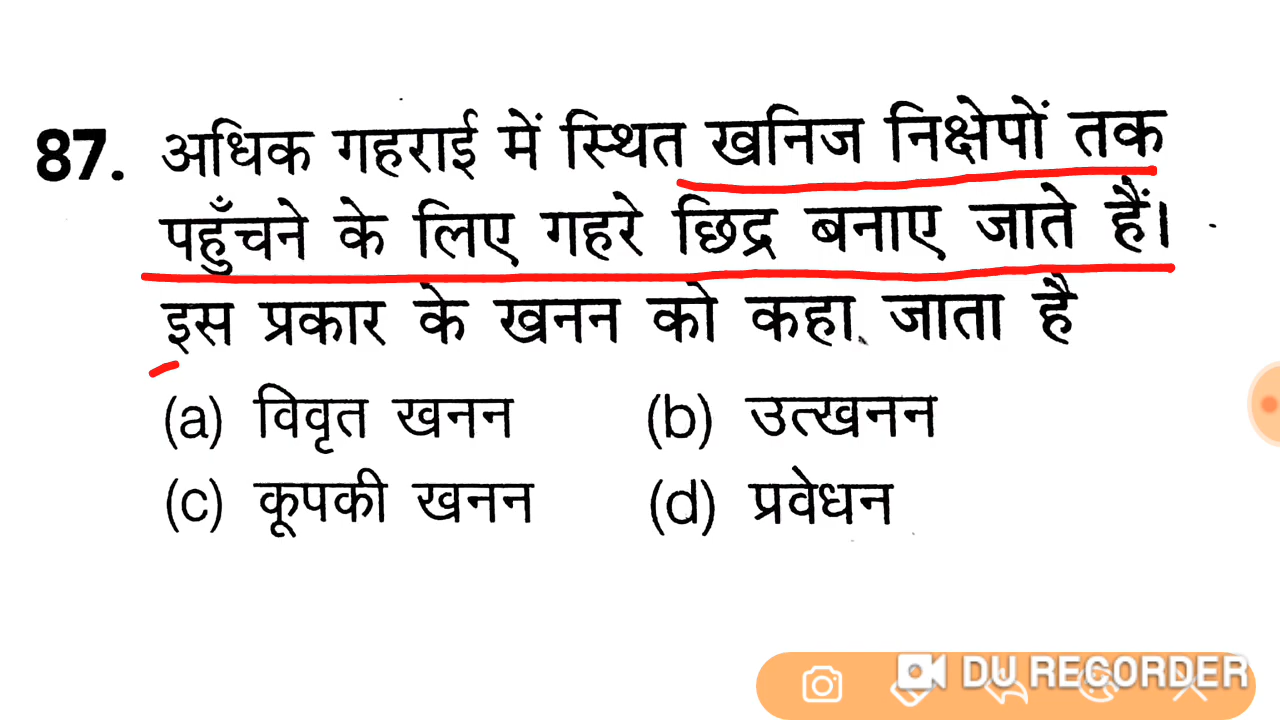 87. अधिक गहराई में स्थित खनिज निक्षेपों तक
पहुँचने के लिए गहरे छिद्र बनाए जाते हैं।
इस प्रकार के खनन को कहा जाता है
(a) विवृत खनन (b) उत्खनन
(c) कूपकी खनन (d) प्रवेधन
DU RECORDER